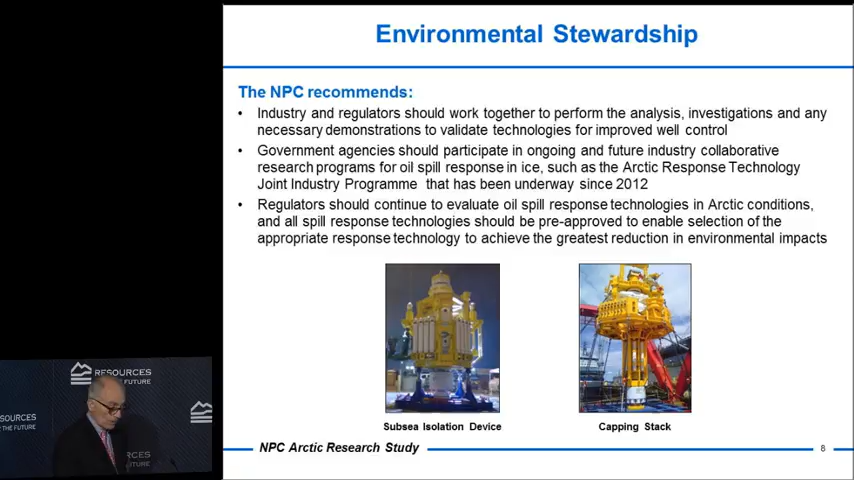 Environmental Stewardship
The NPC recommends:
• Industry and regulators should work together to perform the analysis, investigations and any
necessary demonstrations to validate technologies for improved well control
• Government agencies should participate in ongoing and future industry collaborative
research programs for oil spill response in ice, such as the Arctic Response Technology
Joint Industry Programme that has been underway since 2012
• Regulators should continue to evaluate oil spill response technologies in Arctic conditions,
and all spill response technologies should be pre-approved to enable selection of the
appropriate response technology to achieve the greatest reduction in environmental impacts
Subsea Isolation Device
Capping Stack
NPC Arctic Research Study
8
RESOURCES
THE FUTURE
SOURCES
THE FUTURE